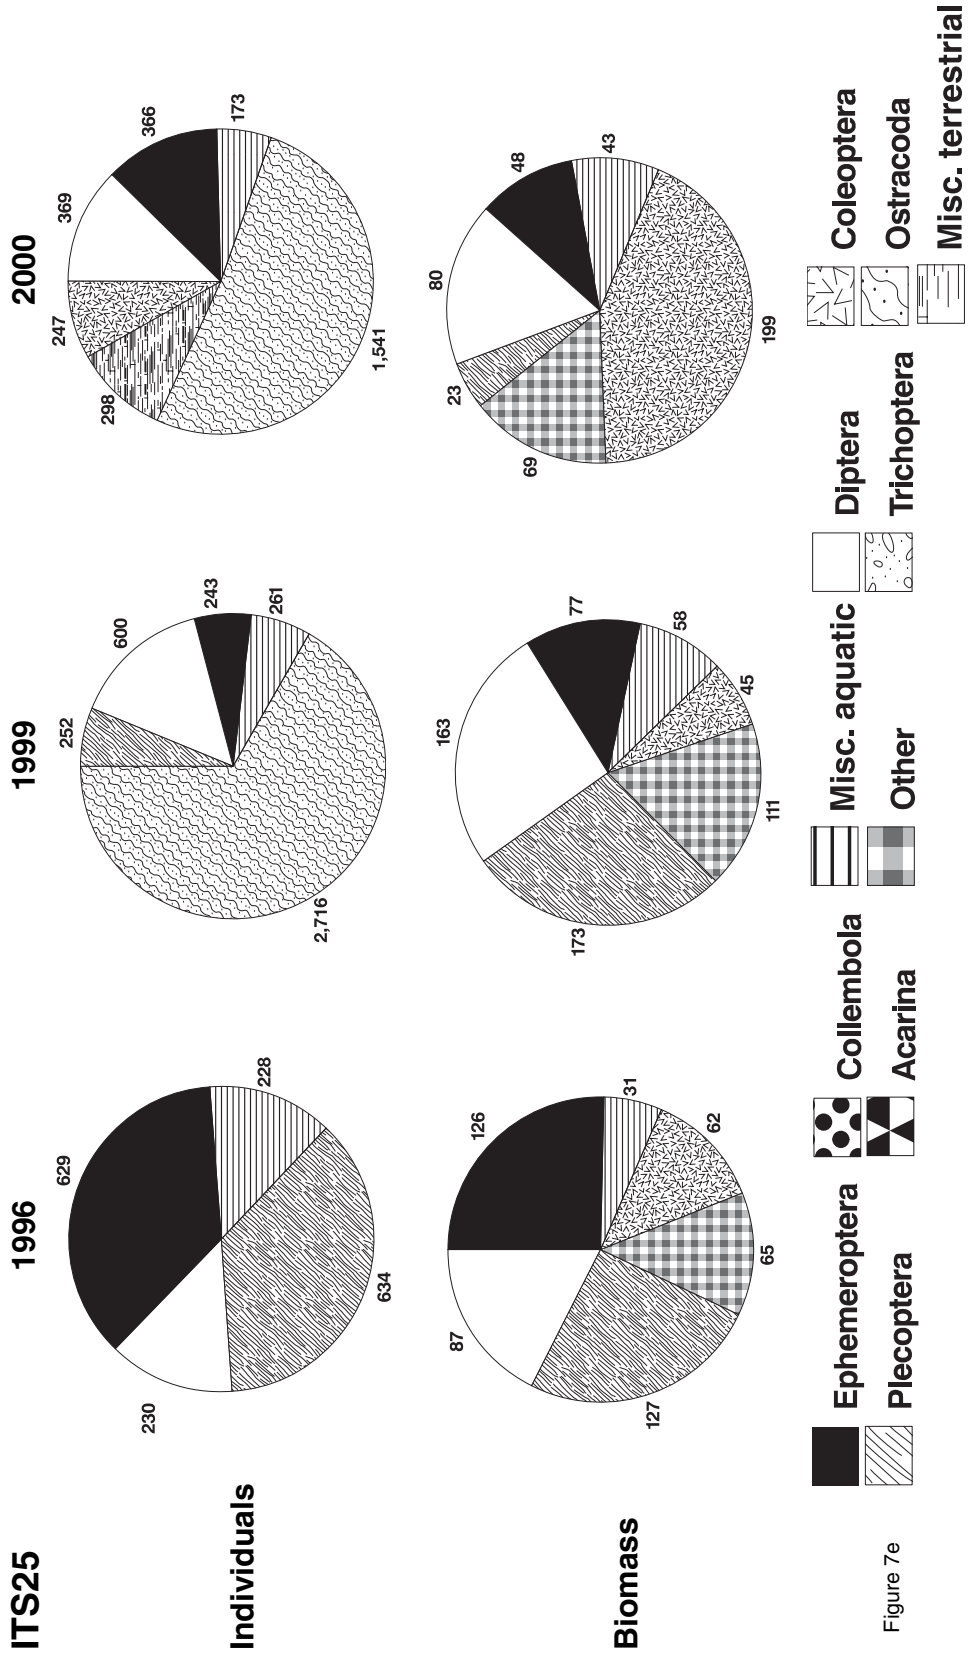 ITS25
1996
1999
2000
Individuals
629
228
634
230
600
243
261
2,716
252
369
366
173
1,541
298
247
Biomass
126
31
62
65
127
87
163
77
58
45
111
173
80
48
43
199
69
23
Ephemeroptera
Collembola
Misc. aquatic
Diptera
Coleoptera
Plecoptera
Acarina
Other
Trichoptera
Ostracoda
Misc. terrestrial
Figure 7e